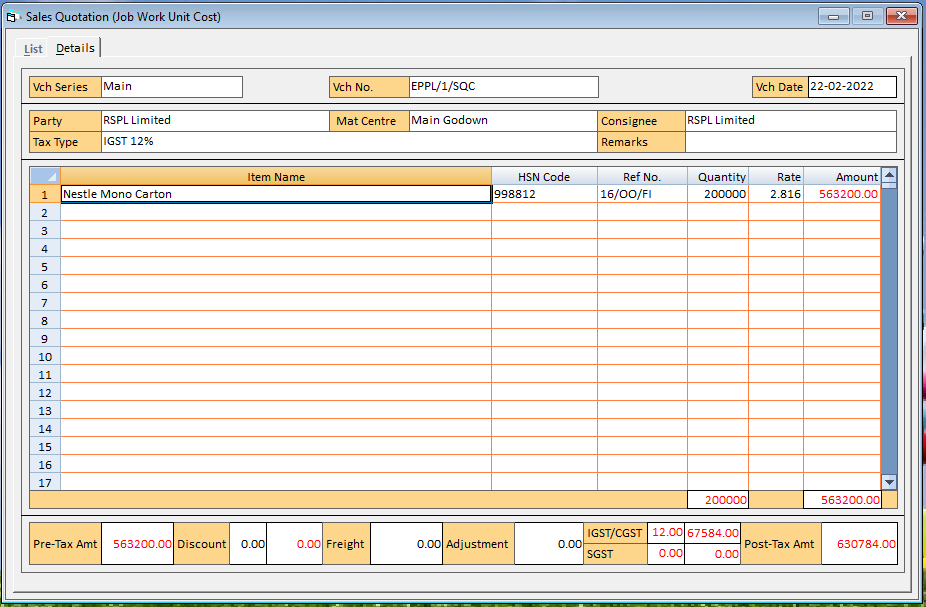 Sales Quotation (Job Work Unit Cost)
List Details
Vch Series Main Vch No. EPPL/1/SQC Vch Date 22-02-2022
Party RSPL Limited Mat Centre Main Godown Consignee RSPL Limited
Tax Type IGST 12% Remarks
Item Name HSN Code Ref No. Quantity Rate Amount
1 Nestle Mono Carton 998812 16/OO/FI 200000 2.816 563200.00
2
3
4
5
6
7
8
9
10
11
12
13
14
15
16
17
200000 563200.00
Pre-Tax Amt 563200.00 Discount 0.00 0.00 Freight 0.00 Adjustment 0.00 IGST/CGST 12.00 67584.00 Post-Tax Amt 630784.00
SGST 0.00 0.00